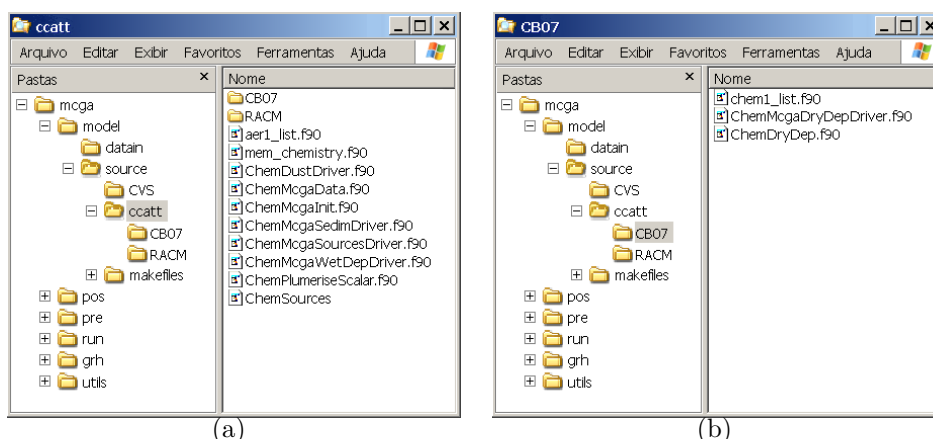 ccatt
Arquivo Editar Exibir Favoritos Ferramentas Ajuda
Pastas
mcga
model
datain
source
CVS
ccatt
CB07
RACM
makefiles
pos
pre
run
grh
utils
Nome
CB07
RACM
aer1_list.f90
mem_chemistry.f90
ChemDustDriver.f90
ChemMcgaData.f90
ChemMcgaInit.f90
ChemMcgaSedimDriver.f90
ChemMcgaSourcesDriver.f90
ChemMcgaWetDepDriver.f90
ChemPlumeriseScalar.f90
ChemSources
(a)
CB07
Arquivo Editar Exibir Favoritos Ferramentas Ajuda
Pastas
mcga
model
datain
source
CVS
ccatt
CB07
RACM
makefiles
pos
pre
run
grh
utils
Nome
chem1_list.f90
ChemMcgaDryDepDriver.f90
ChemDryDep.f90
(b)